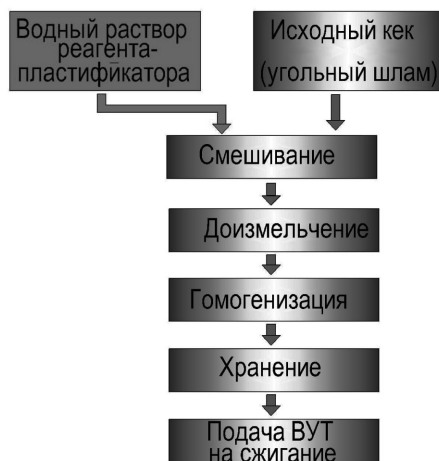 Водный раствор
реагента-
пластификатора
Исходный кек
(угольный шлам)
Смешивание
Доизмельчение
Гомогенизация
Хранение
Подача ВУТ
на сжигание